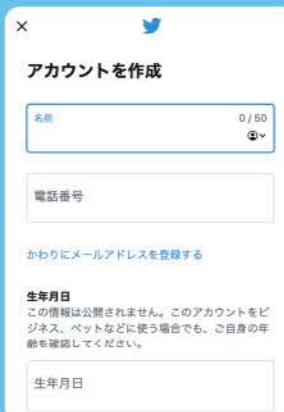 アカウントを作成
名前
0 / 50
電話番号
かわりにメールアドレスを登録する
生年月日
この情報は公開されません。このアカウントをビ
ジネス、ペットなどに使う場合でも、ご自身の年
齢を確認してください。
生年月日